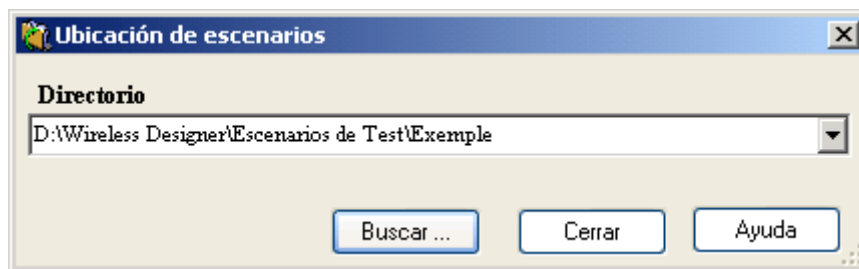 Ubicación de escenarios
Directorio
D:\Wireless Designer\Escenarios de Test\Exemple
Buscar ... Cerrar Ayuda